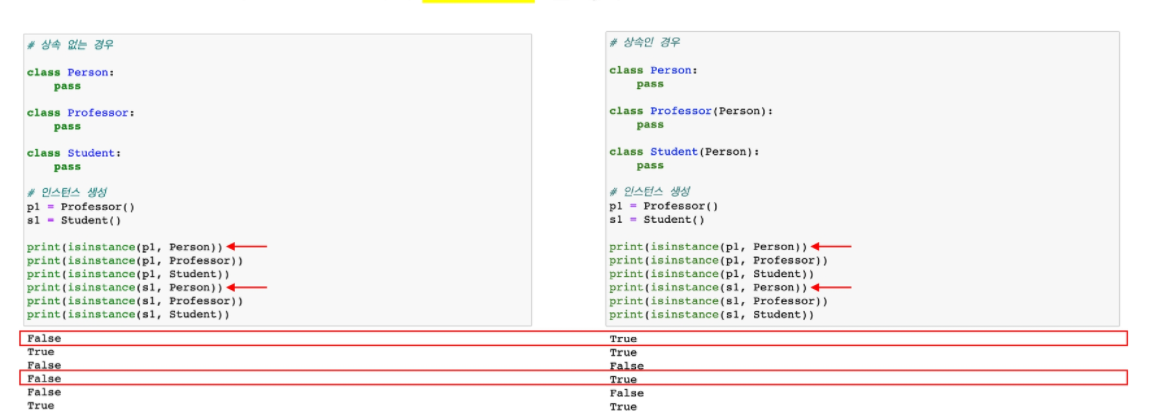 # 상속 없는 경우
class Person:
    pass
class Professor:
    pass
class Student:
    pass
# 인스턴스 생성
p1 = Professor()
s1 = Student()
print(isinstance(p1, Person))
print(isinstance(p1, Professor))
print(isinstance(p1, Student))
print(isinstance(s1, Person))
print(isinstance(s1, Professor))
print(isinstance(s1, Student))
False
True
False
False
False
True
# 상속인 경우
class Person:
    pass
class Professor(Person):
    pass
class Student(Person):
    pass
# 인스턴스 생성
p1 = Professor()
s1 = Student()
print(isinstance(p1, Person))
print(isinstance(p1, Professor))
print(isinstance(p1, Student))
print(isinstance(s1, Person))
print(isinstance(s1, Professor))
print(isinstance(s1, Student))
True
True
False
True
False
True